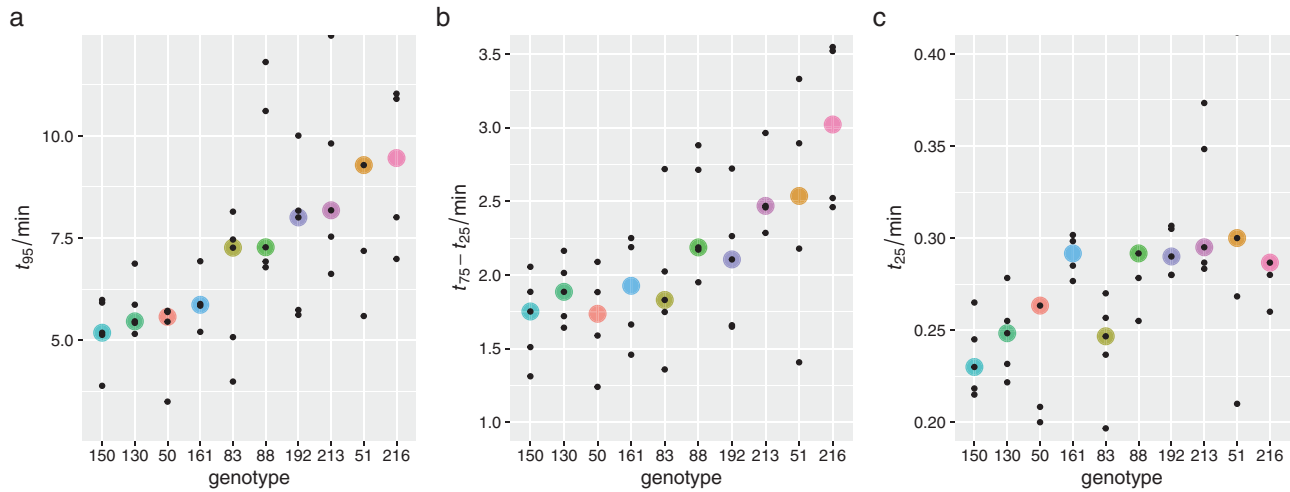 a
10.0
7.5
5.0
t95/min
150 130 50 161 83 88 192 213 51 216
genotype
b
3.5
3.0
2.5
2.0
1.5
1.0
t75− t25/min
150 130 50 161 83 88 192 213 51 216
genotype
c
0.40
0.35
0.30
0.25
0.20
t25/min
150 130 50 161 83 88 192 213 51 216
genotype